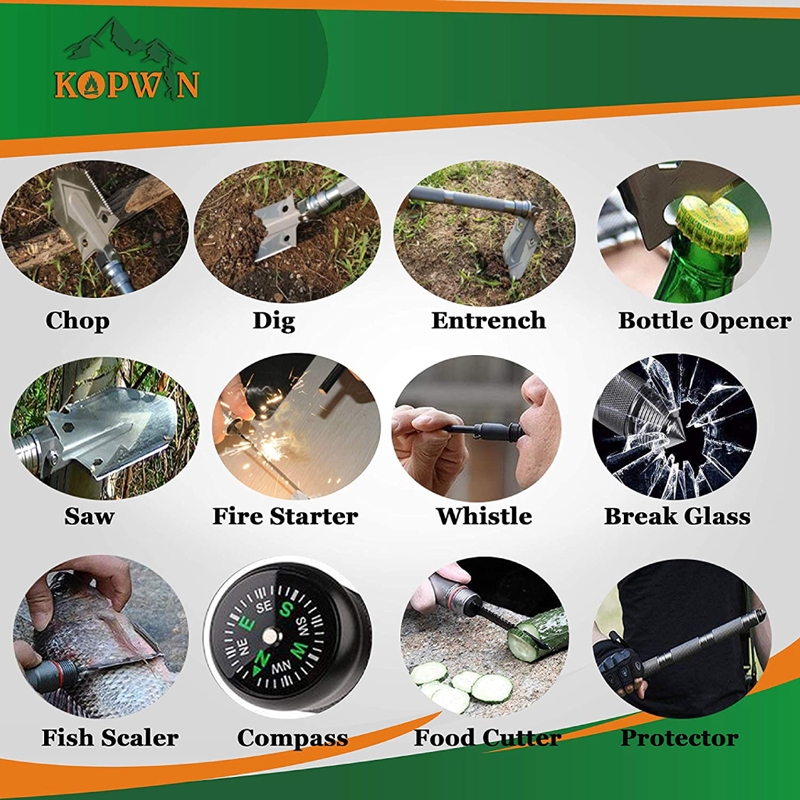 KOPWIN
Chop Dig Entrench Bottle Opener
Saw Fire Starter Whistle Break Glass
E SE S SW W NW N NE
Fish Scaler Compass Food Cutter Protector